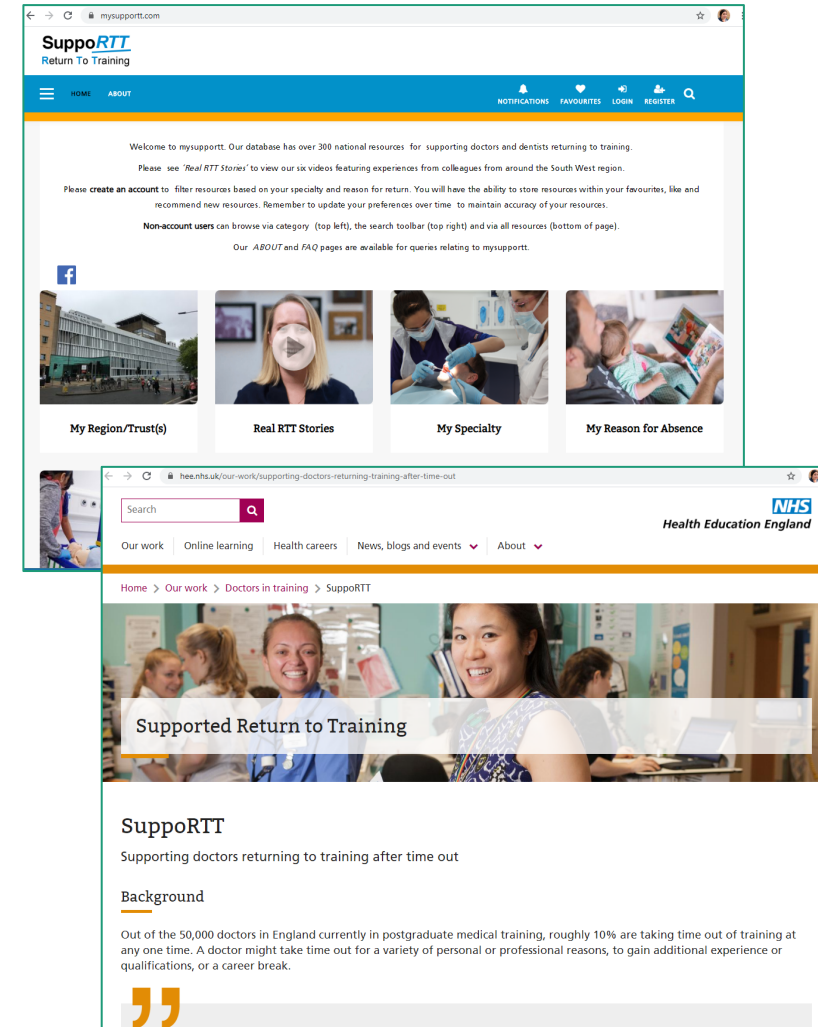 mysupportt.com
SuppoRTT
Return To Training
HOME
ABOUT
NOTIFICATIONS
FAVOURITES
LOGIN
REGISTER
Welcome to mysupportt. Our database has over 300 national resources for supporting doctors and dentists returning to training.
Please see 'Real RTT Stories' to view our six videos featuring experiences from colleagues from around the South West region.
Please create an account to filter resources based on your specialty and reason for return. You will have the ability to store resources within your favourites, like and
recommend new resources. Remember to update your preferences over time to maintain accuracy of your resources.
Non-account users can browse via category (top left), the search toolbar (top right) and via all resources (bottom of page).
Our ABOUT and FAQ pages are available for queries relating to mysupportt.
My Region/Trust(s)
Real RTT Stories
My Specialty
My Reason for Absence
hee.nhs.uk/our-work/supporting-doctors-returning-training-after-time-out
Search
NHS
Health Education England
Our work
Online learning
Health careers
News, blogs and events
About
Home > Our work > Doctors in training > SuppoRTT
Supported Return to Training
SuppoRTT
Supporting doctors returning to training after time out
Background
Out of the 50,000 doctors in England currently in postgraduate medical training, roughly 10% are taking time out of training at
any one time. A doctor might take time out for a variety of personal or professional reasons, to gain additional experience or
qualifications, or a career break.